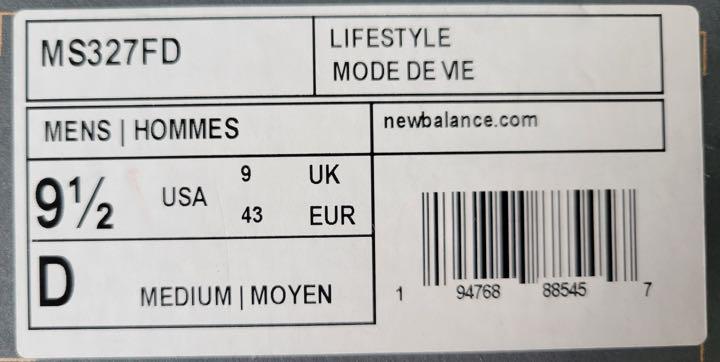 MS327FD
LIFESTYLE
MODE DE VIE
MENS | HOMMES
newbalance.com
9½ USA 9 UK
43 EUR
D MEDIUM | MOYEN
1 94768 88545 7